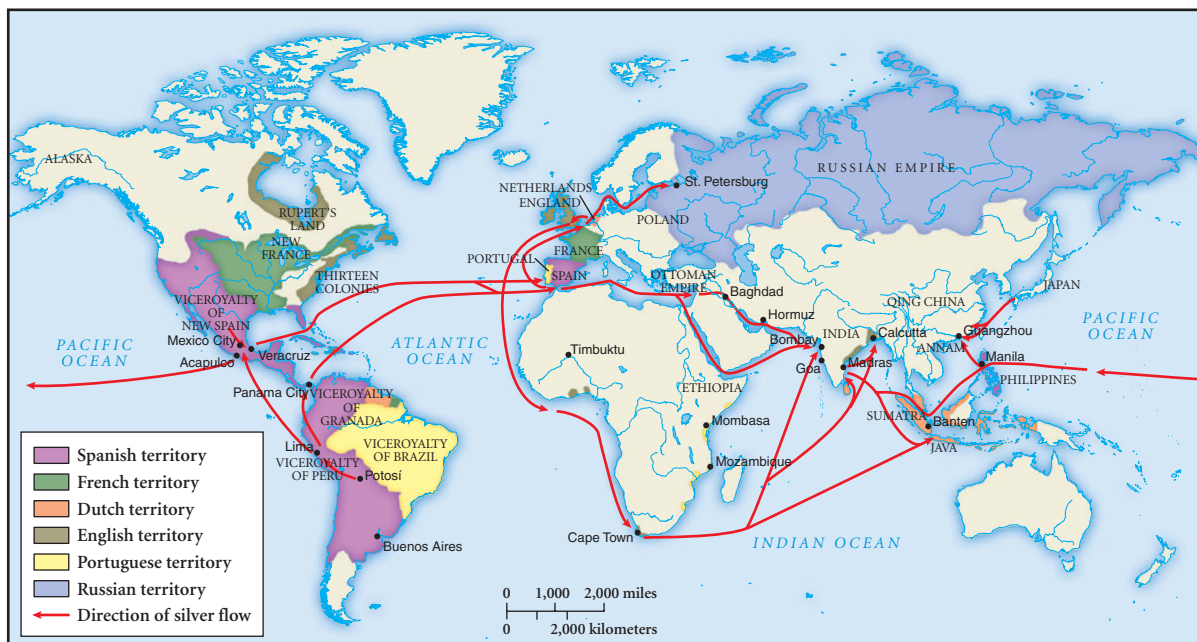 ALASKA
RUPERT'S
LAND
NEW
FRANCE
THIRTEEN
COLONIES
VICEROYALTY
OF
NEW SPAIN
Mexico City
Veracruz
Acapulco
PACIFIC
OCEAN
ATLANTIC
OCEAN
Panama City
VICEROYALTY
OF
GRANADA
VICEROYALTY
OF BRAZIL
Lima
VICEROYALTY
OF PERU
Potosí
Buenos Aires
NETHERLANDS
ENGLAND
St. Petersburg
RUSSIAN EMPIRE
POLAND
FRANCE
PORTUGAL
SPAIN
OTTOMAN
EMPIRE
Baghdad
Hormuz
Timbuktu
ETHIOPIA
Mombasa
Mozambique
Cape Town
INDIA
Bombay
Goa
Madras
Calcutta
QING CHINA
JAPAN
Guangzhou
ANNAM
Manila
PHILIPPINES
SUMATRA
Banten
JAVA
PACIFIC
OCEAN
INDIAN OCEAN
Spanish territory
French territory
Dutch territory
English territory
Portuguese territory
Russian territory
Direction of silver flow
0 1,000 2,000 miles
0 2,000 kilometers